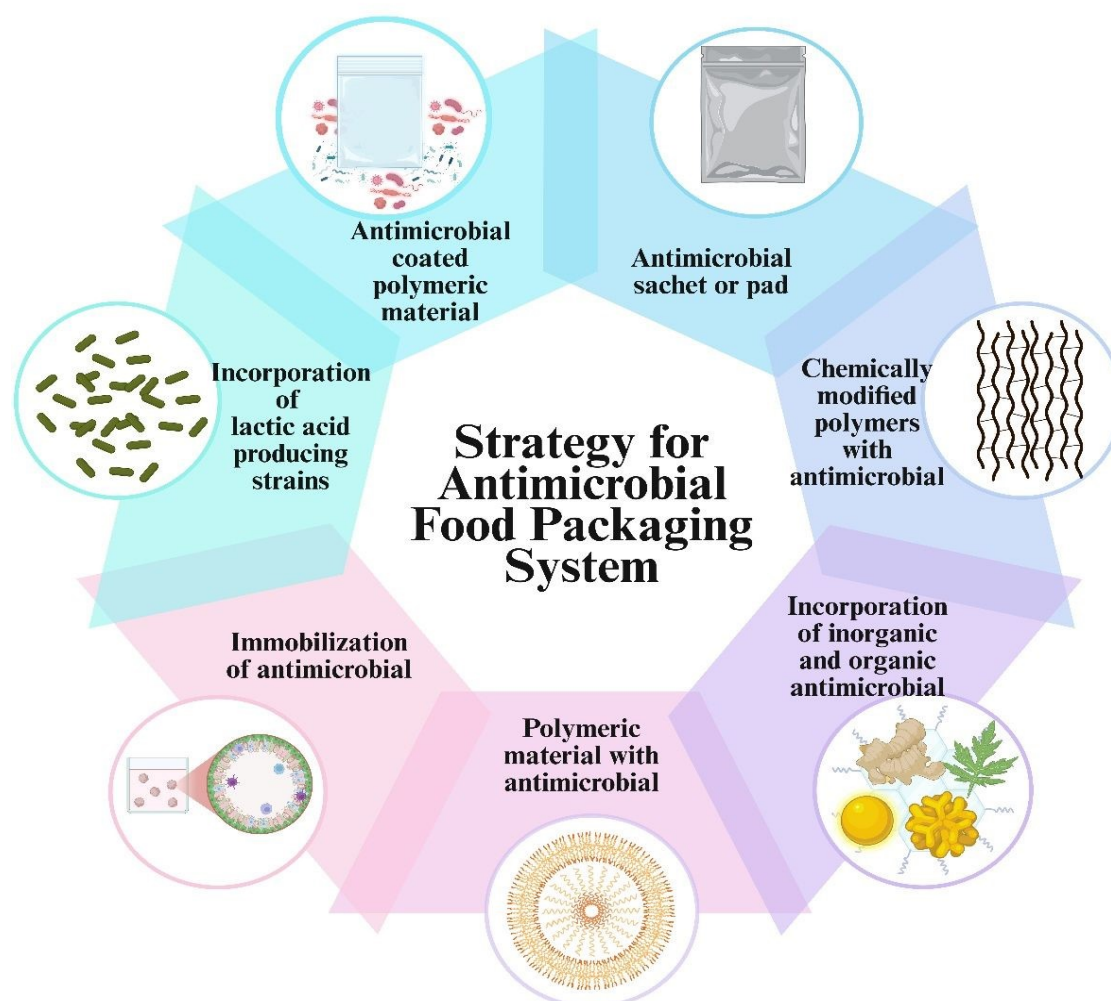 Antimicrobial
coated
polymeric
material
Antimicrobial
sachet or pad
Incorporation
of
lactic acid
producing
strains
Chemically
modified
polymers
with
antimicrobial
Strategy for
Antimicrobial
Food Packaging
System
Immobilization
of antimicrobial
Incorporation
of inorganic
and organic
antimicrobial
Polymeric
material with
antimicrobial